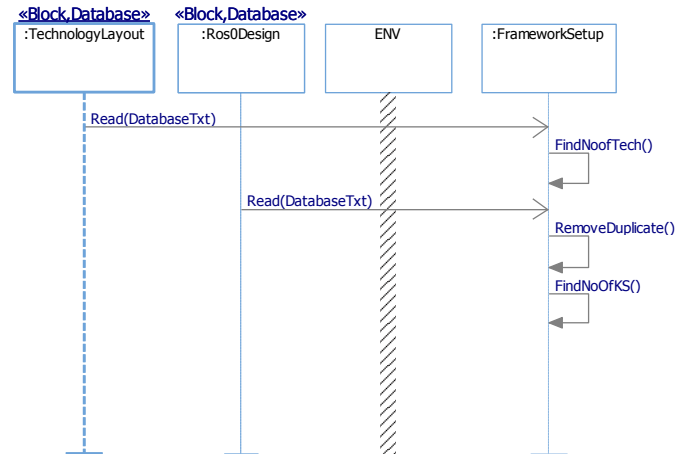 «Block,Database» «Block,Database»
:TechnologyLayout :Ros0Design ENV :FrameworkSetup
Read(DatabaseTxt)
FindNoofTech()
Read(DatabaseTxt)
RemoveDuplicate()
FindNoOfKS()